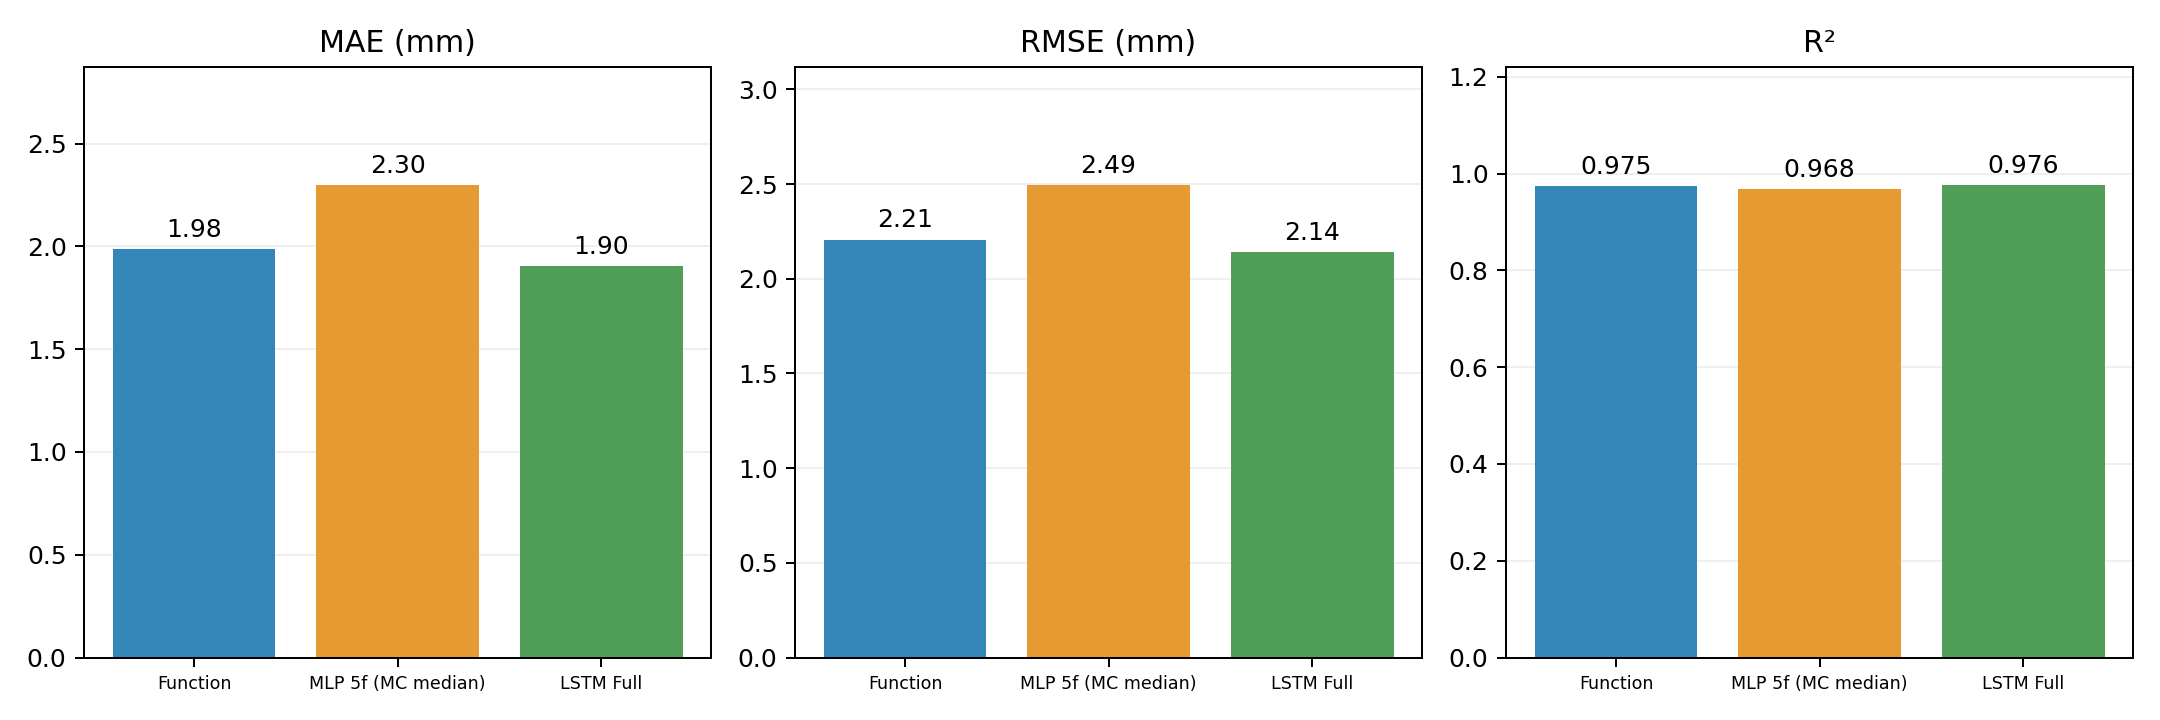 MAE (mm)
2.5
2.0
1.5
1.0
0.5
0.0
1.98
2.30
1.90
Function
MLP 5f (MC median)
LSTM Full
RMSE (mm)
3.0
2.5
2.0
1.5
1.0
0.5
0.0
2.21
2.49
2.14
Function
MLP 5f (MC median)
LSTM Full
R²
1.2
1.0
0.8
0.6
0.4
0.2
0.0
0.975
0.968
0.976
Function
MLP 5f (MC median)
LSTM Full